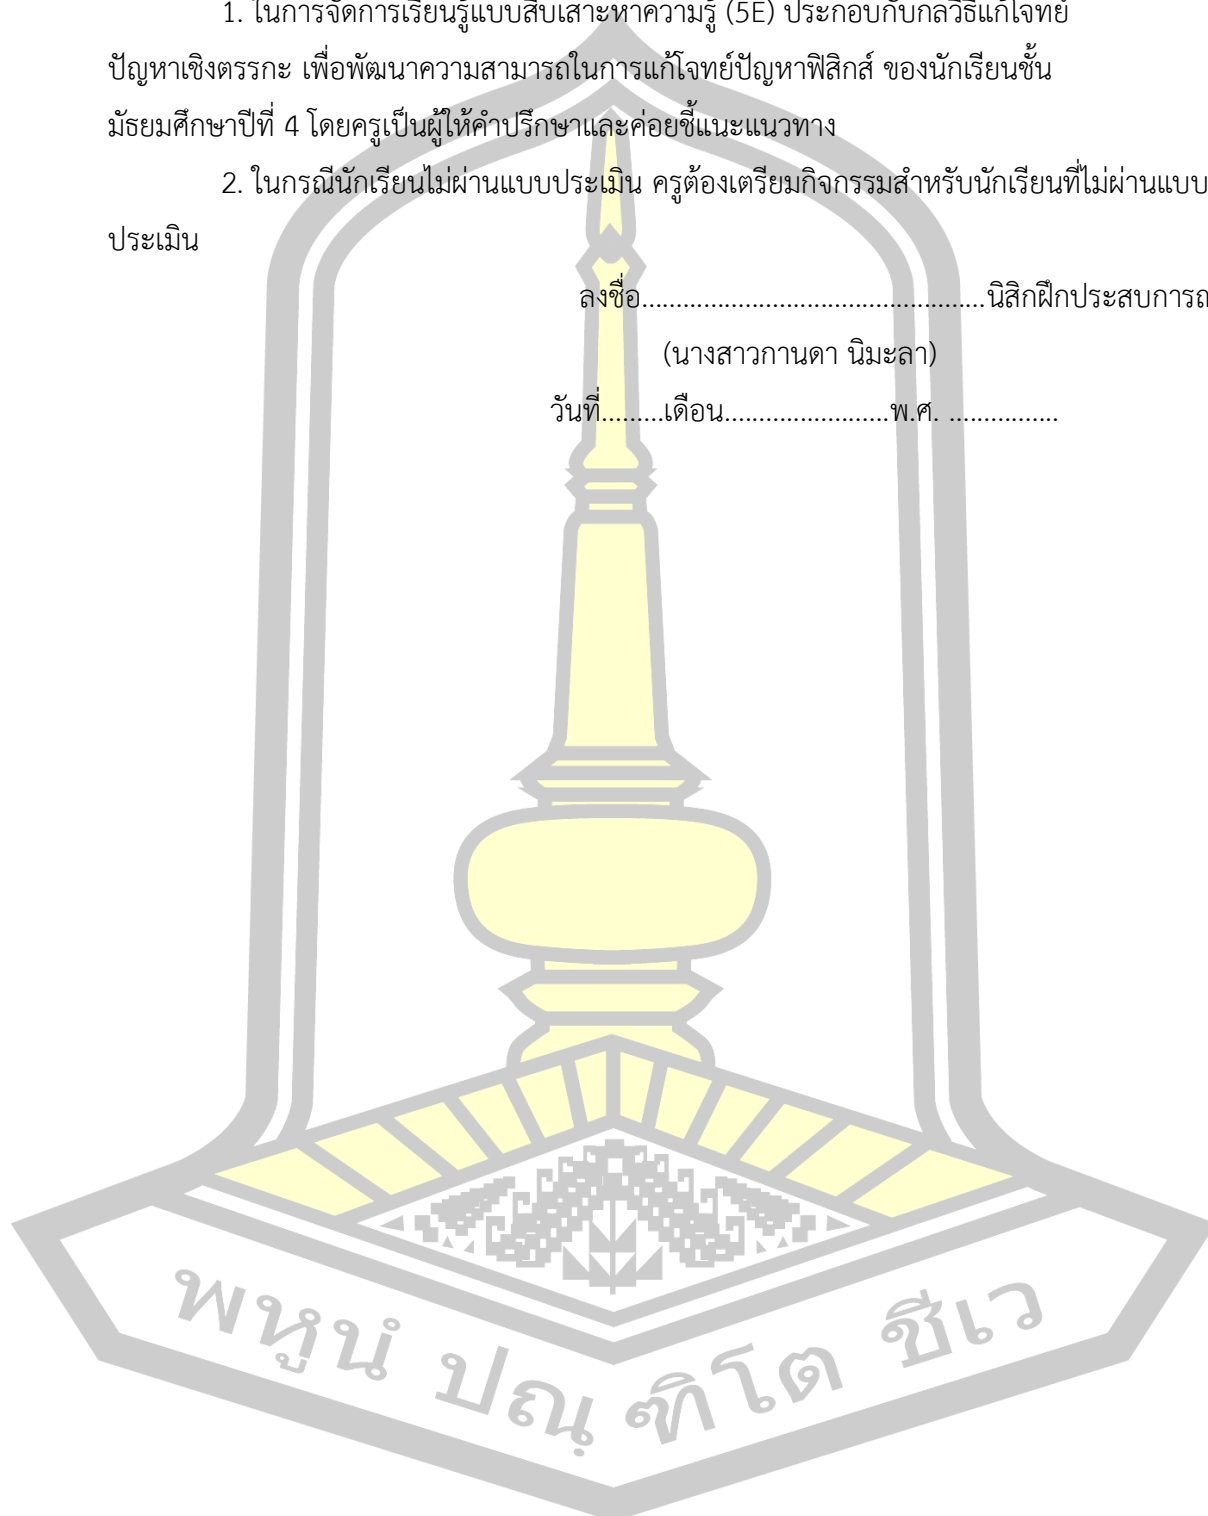 1. ในการจัดการเรียนรู้แบบสืบเสาะหาความรู้ (5E) ประกอบกับกลวิธีแก้โจทย์
ปัญหาเชิงตรรกะ เพื่อพัฒนาความสามารถในการแก้โจทย์ปัญหาฟิสิกส์ ของนักเรียนชั้น
มัธยมศึกษาปีที่ 4 โดยครูเป็นผู้ให้คำปรึกษาและค่อยชี้แนะแนวทาง
2. ในกรณีนักเรียนไม่ผ่านแบบประเมิน ครูต้องเตรียมกิจกรรมสำหรับนักเรียนที่ไม่ผ่านแบบ
ประเมิน
ลงชื่อ..................................................นิสิกฝึกประสบการณ
(นางสาวกานดา นิมะลา)
วันที่.........เดือน........................พ.ศ. ................
พหูนํ ปณฺฑิโต ชีเว